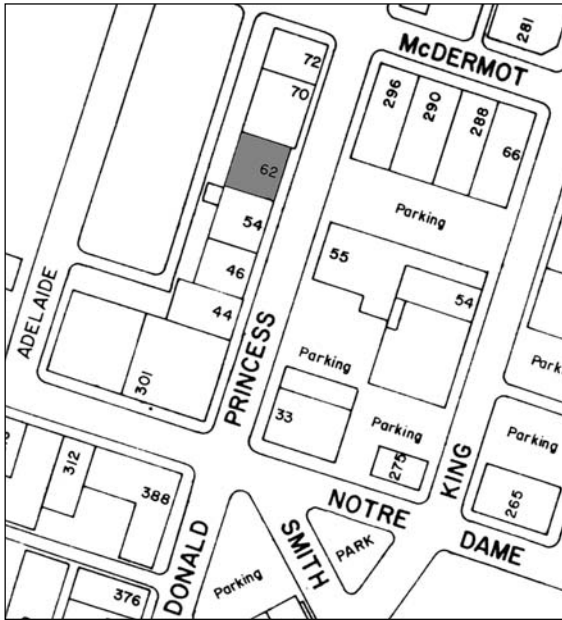 281
McDERMOT
72
70
296
290
288
66
62
Parking
54
55
46
54
44
ADELAIDE
PRINCESS
Parking
Parking
301
33
Parking
Parking
275
KING
312
388
265
NOTRE
DAME
DONALD
SMITH
PARK
Parking
376